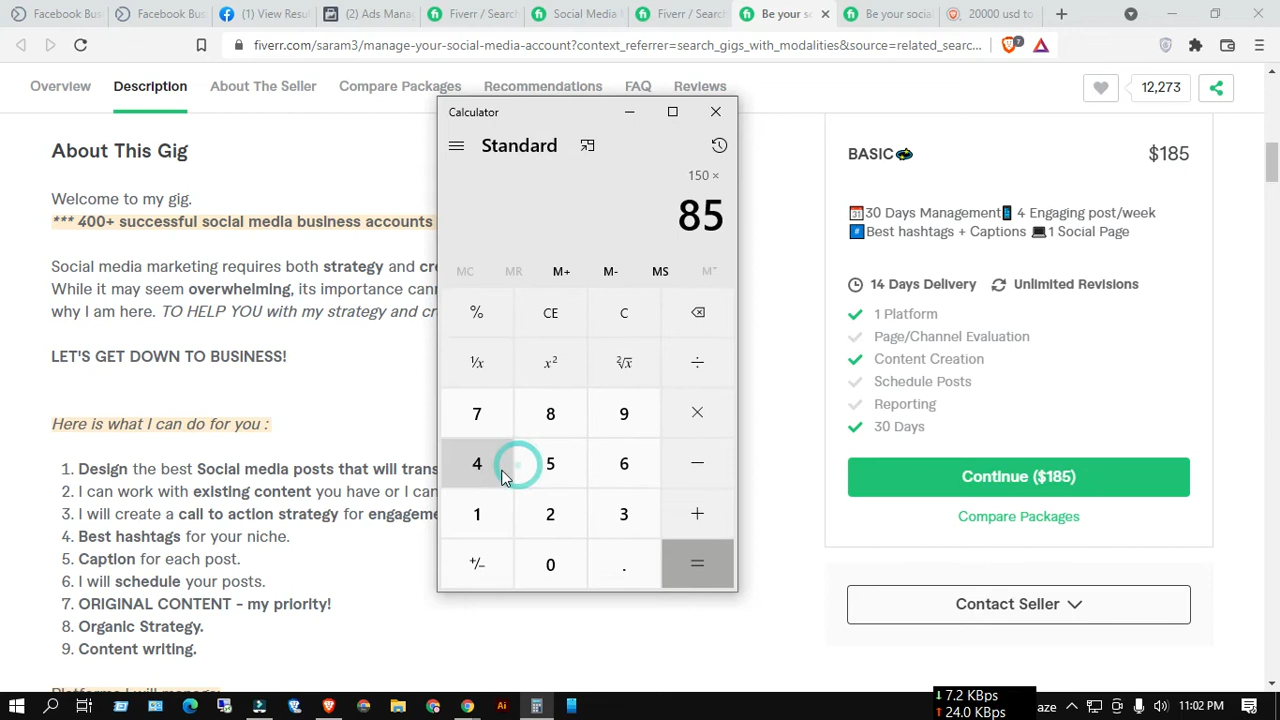 Facebook Bus
Facebook Bus
(1) View Resul
(2) Ads Mana
Fiverr / Searc
Social Media
Fiverr / Searc
Be your so
Be your social
20000 usd to
fiverr.com/saram3/manage-your-social-media-account?context_referrer=search_gigs_with_modalities&source=related_searc...
7
Overview
Description
About The Seller
Compare Packages
Recommendations
FAQ
Reviews
12,273
About This Gig
Welcome to my gig.
*** 400+ successful social media business accounts
Social media marketing requires both strategy and cre
While it may seem overwhelming, its importance cann
why I am here. TO HELP YOU with my strategy and cr
LET'S GET DOWN TO BUSINESS!
Here is what I can do for you :
1. Design the best Social media posts that will trans
2. I can work with existing content you have or I can
3. I will create a call to action strategy for engagem
4. Best hashtags for your niche.
5. Caption for each post.
6. I will schedule your posts.
7. ORIGINAL CONTENT - my priority!
8. Organic Strategy.
9. Content writing.
Calculator
Standard
150 ×
85
MC MR M+ M- MS
% CE C
¹/x x² ²√x ÷
7 8 9 ×
4 5 6 −
1 2 3 +
+/− 0 . =
BASIC
$185
30 Days Management 4 Engaging post/week
# Best hashtags + Captions 1 Social Page
14 Days Delivery
Unlimited Revisions
1 Platform
Page/Channel Evaluation
Content Creation
Schedule Posts
Reporting
30 Days
Continue ($185)
Compare Packages
Contact Seller
Ai
↓ 7.2 KBps
↑ 24.0 KBps
aze
11:02 PM